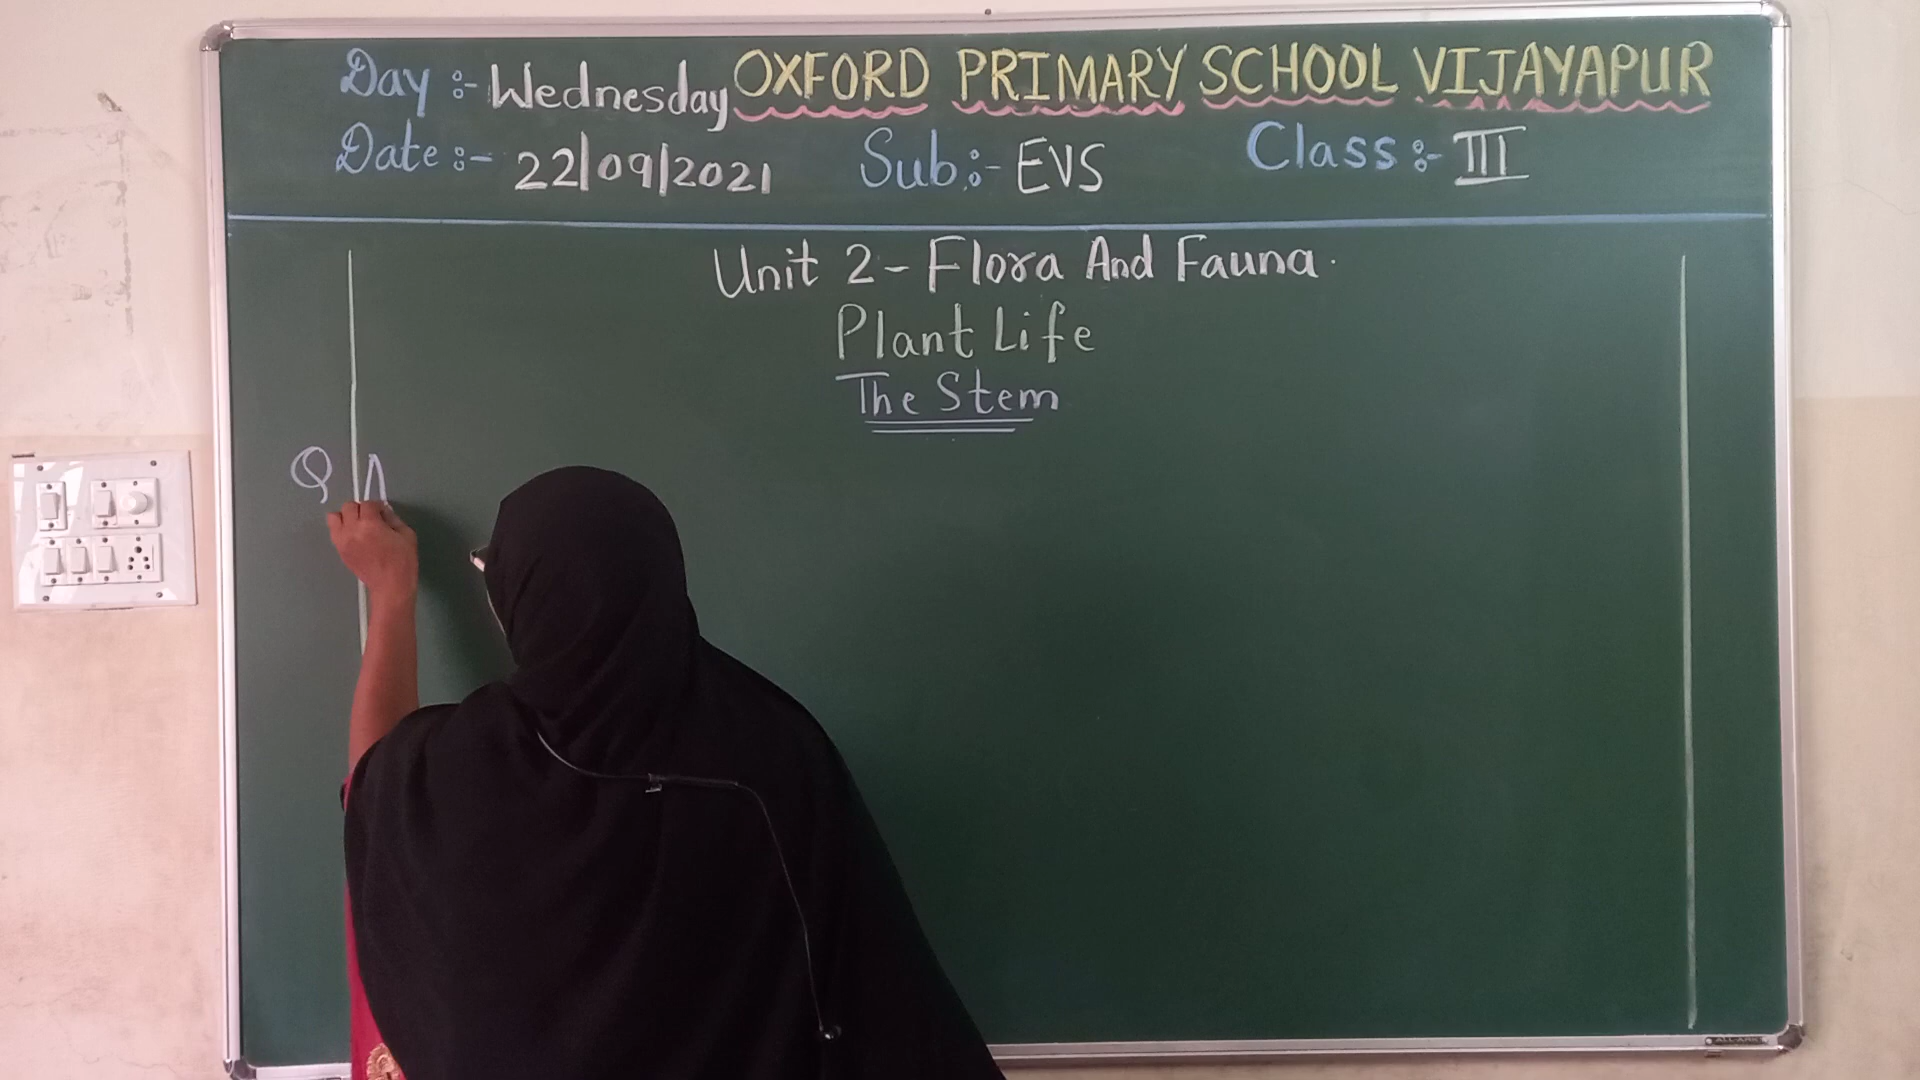 OXFORD PRIMARY SCHOOL VIJAYAPUR
Day :- Wednesday
Date :- 22/09/2021 Sub :- EVS Class :- III
Unit 2 - Flora And Fauna.
Plant Life
The Stem
Q